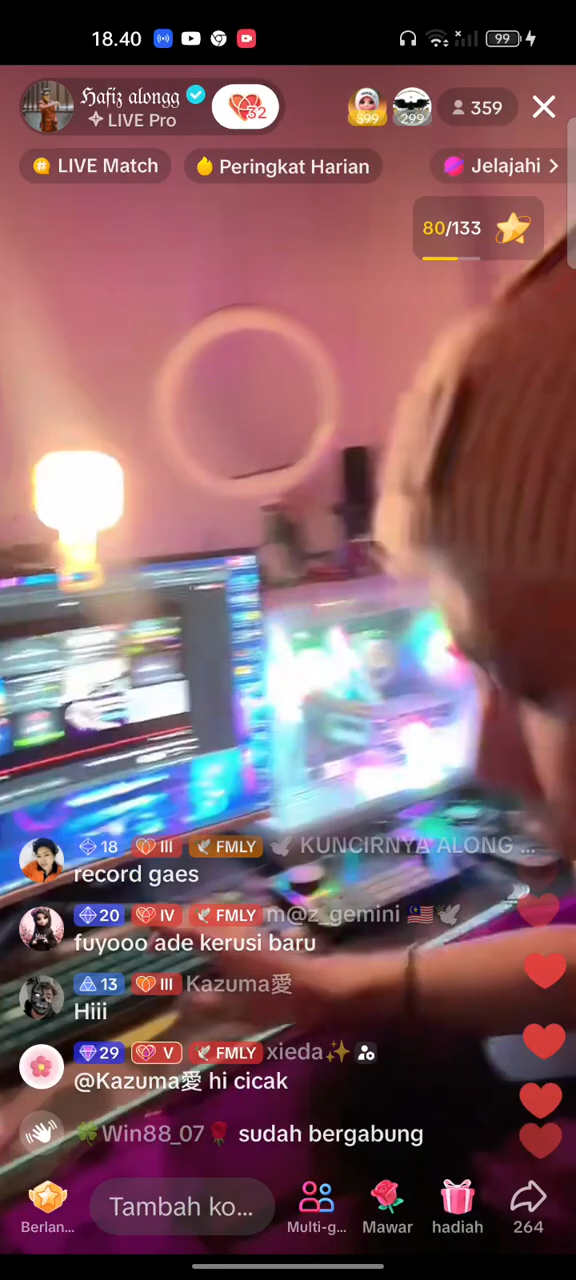 18.40
99
Hafiz alongg
LIVE Pro
32
599
299
359
LIVE Match
Peringkat Harian
Jelajahi >
80/133
18 III FMLY KUNCIRNYA ALONG ...
record gaes
20 IV FMLY m@z_gemini 🇲🇾🕊
fuyooo ade kerusi baru
13 III Kazuma愛
Hiii
29 V FMLY xieda✨
@Kazuma愛 hi cicak
🍀Win88_07🌹 sudah bergabung
Berlan...
Tambah ko...
Multi-g...
Mawar
hadiah
264